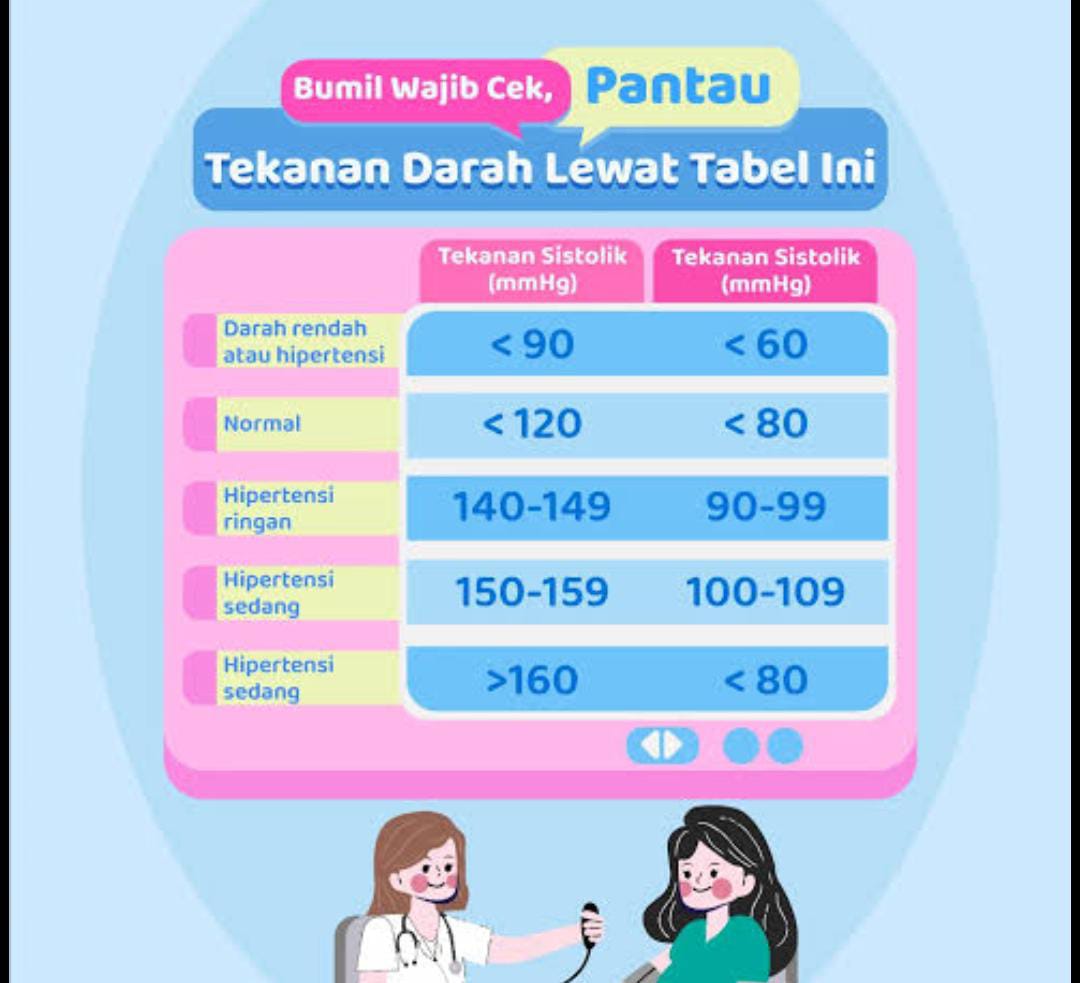 Bumil Wajib Cek,
Pantau
Tekanan Darah Lewat Tabel Ini
Tekanan Sistolik
(mmHg)
Tekanan Sistolik
(mmHg)
Darah rendah
atau hipertensi
< 90
< 60
Normal
< 120
< 80
Hipertensi
ringan
140-149
90-99
Hipertensi
sedang
150-159
100-109
Hipertensi
sedang
>160
< 80